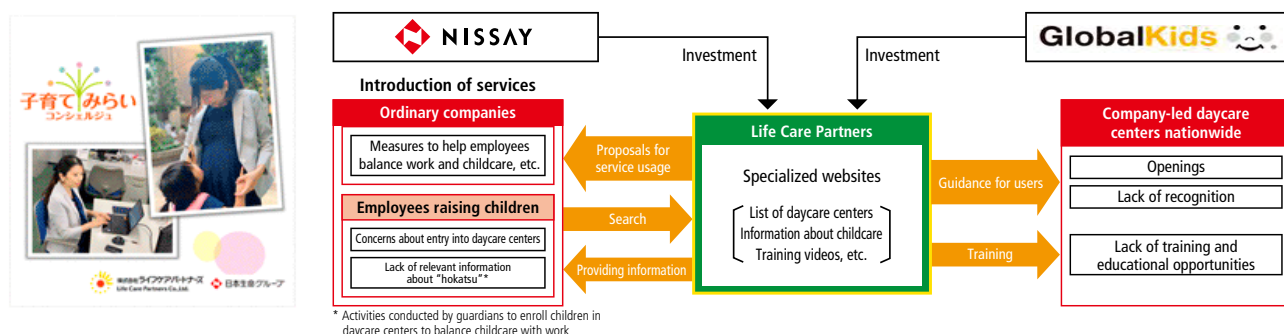 子育てみらい
コンシェルジュ
株式会社ライフケアパートナーズ
Life Care Partners Co.,Ltd.
日本生命グループ
NISSAY
GlobalKids
Investment
Investment
Introduction of services
Ordinary companies
Measures to help employees
balance work and childcare, etc.
Employees raising children
Concerns about entry into daycare centers
Lack of relevant information
about "hokatsu"*
* Activities conducted by guardians to enroll children in
daycare centers to balance childcare with work
Proposals for
service usage
Search
Providing information
Life Care Partners
Specialized websites
List of daycare centers
Information about childcare
Training videos, etc.
Guidance for users
Training
Company-led daycare
centers nationwide
Openings
Lack of recognition
Lack of training and
educational opportunities